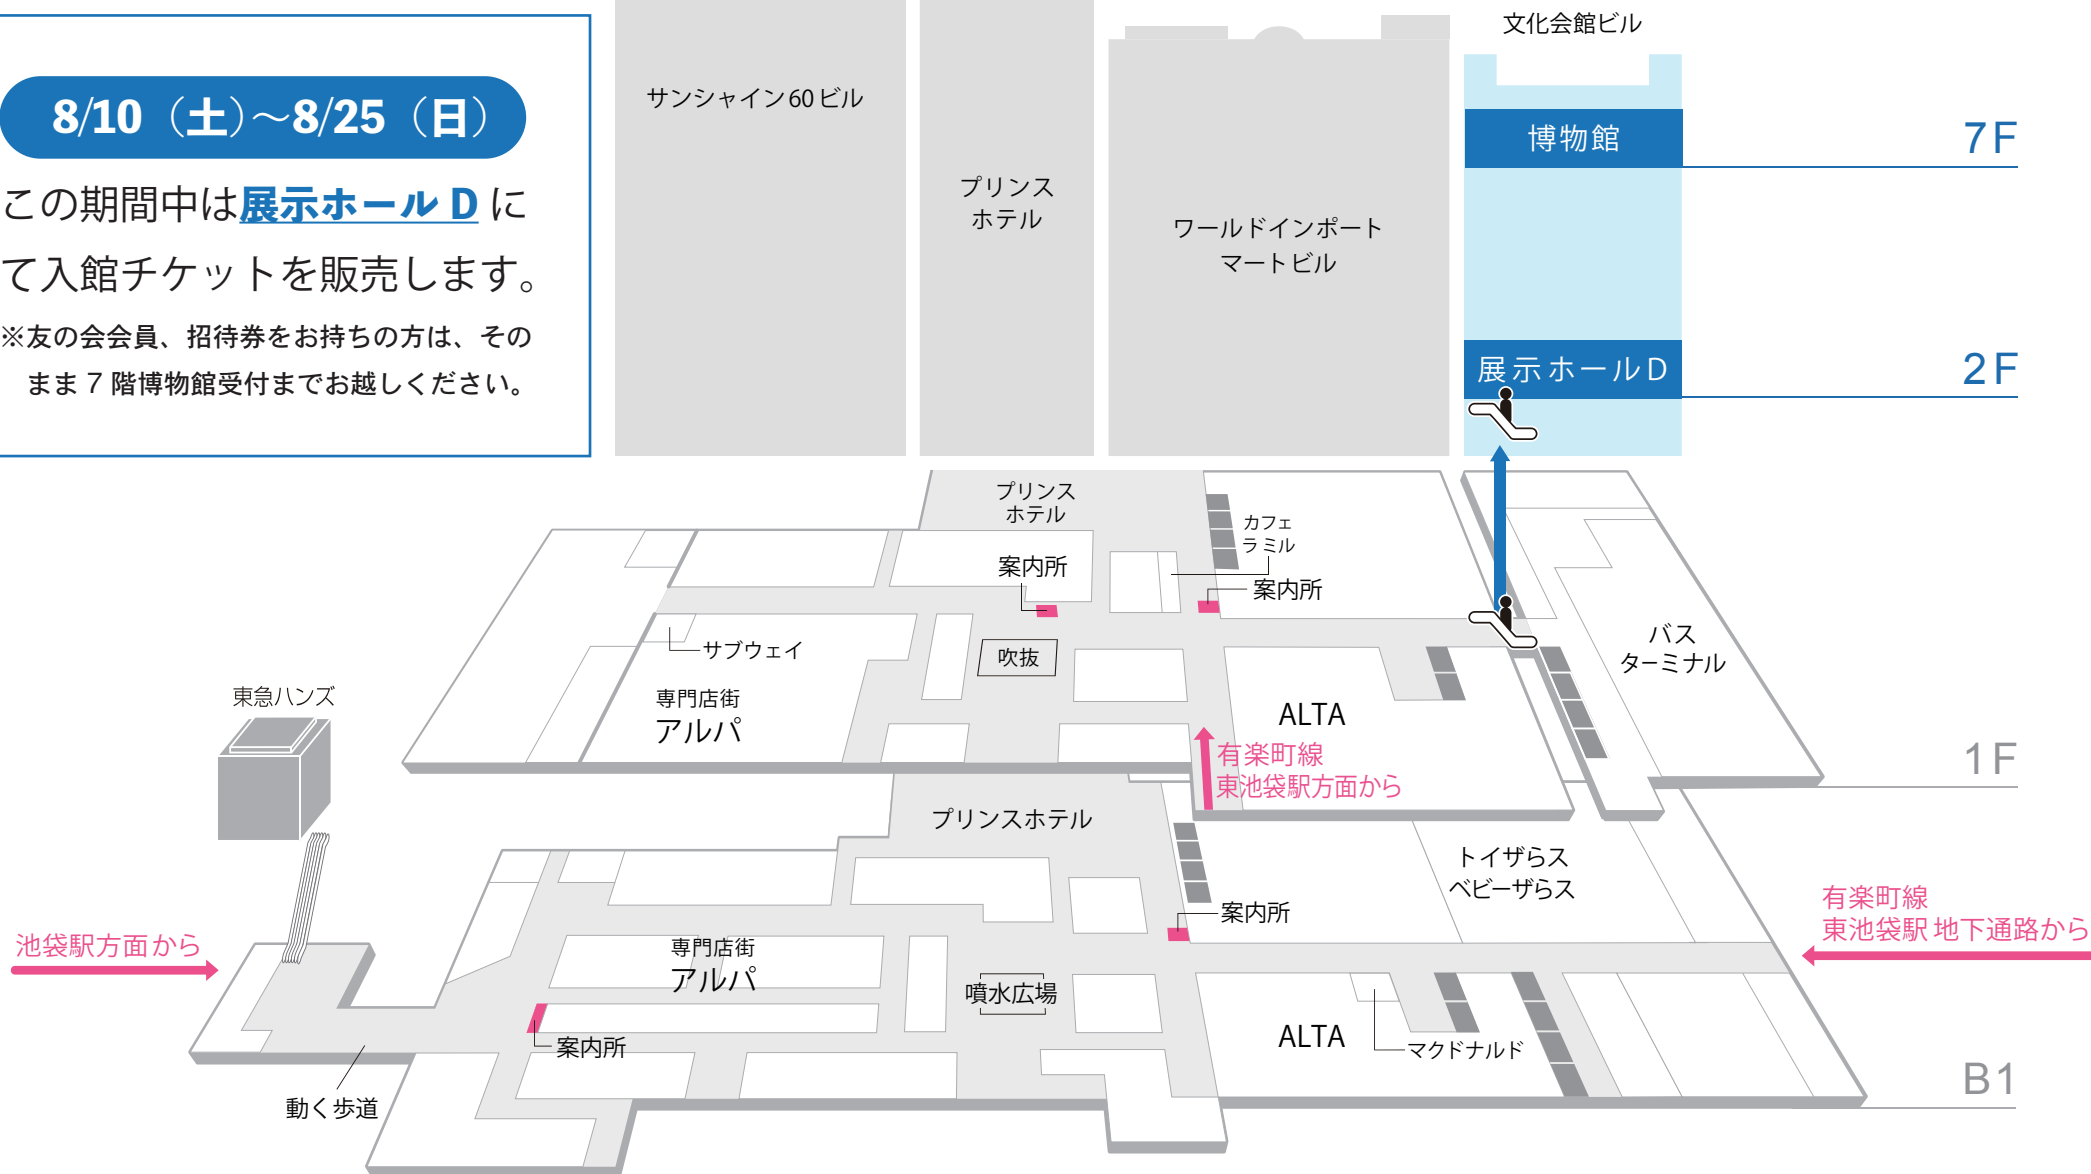 8/10（土）～8/25（日）
この期間中は展示ホール D に
て入館チケットを販売します。
※友の会会員、招待券をお持ちの方は、その
まま 7 階博物館受付までお越しください。
サンシャイン60ビル
プリンス
ホテル
ワールドインポート
マートビル
文化会館ビル
博物館
7F
展示ホールD
2F
プリンス
ホテル
カフェ
ラミル
案内所
案内所
サブウェイ
吹抜
バス
ターミナル
東急ハンズ
専門店街
アルパ
ALTA
有楽町線
東池袋駅方面から
1F
プリンスホテル
トイザらス
ベビーザらス
有楽町線
東池袋駅 地下通路から
案内所
池袋駅方面から
専門店街
アルパ
噴水広場
案内所
ALTA
マクドナルド
動く歩道
B1